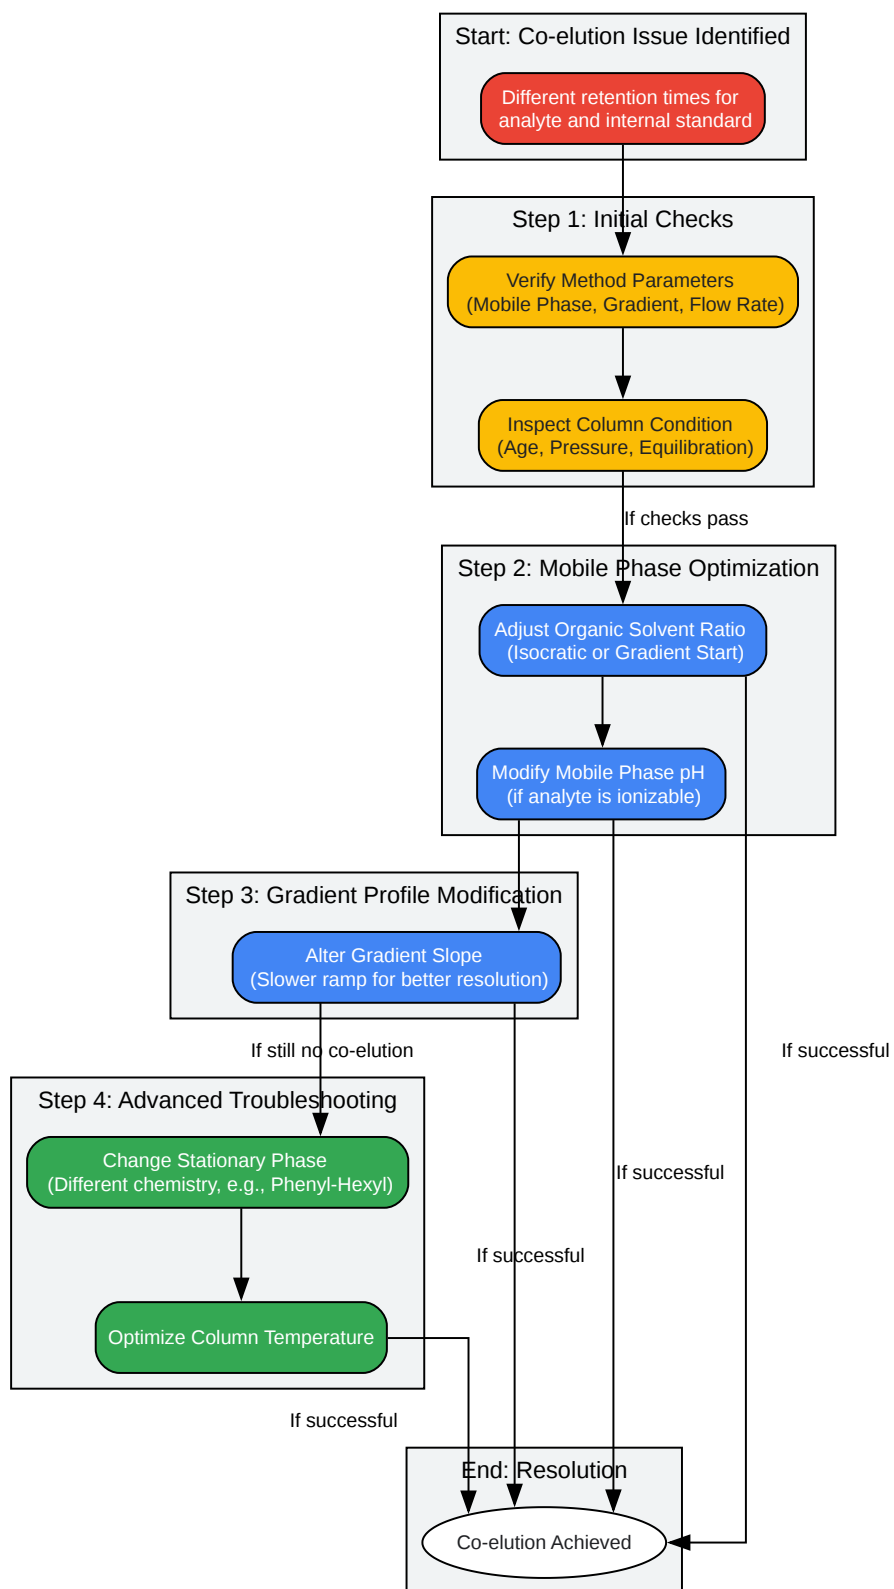 Start: Co-elution Issue Identified
Different retention times for
analyte and internal standard
Step 1: Initial Checks
Verify Method Parameters
(Mobile Phase, Gradient, Flow Rate)
Inspect Column Condition
(Age, Pressure, Equilibration)
If checks pass
Step 2: Mobile Phase Optimization
Adjust Organic Solvent Ratio
(Isocratic or Gradient Start)
Modify Mobile Phase pH
(if analyte is ionizable)
Step 3: Gradient Profile Modification
Alter Gradient Slope
(Slower ramp for better resolution)
If still no co-elution
If successful
Step 4: Advanced Troubleshooting
Change Stationary Phase
(Different chemistry, e.g., Phenyl-Hexyl)
If successful
If successful
Optimize Column Temperature
If successful
End: Resolution
Co-elution Achieved